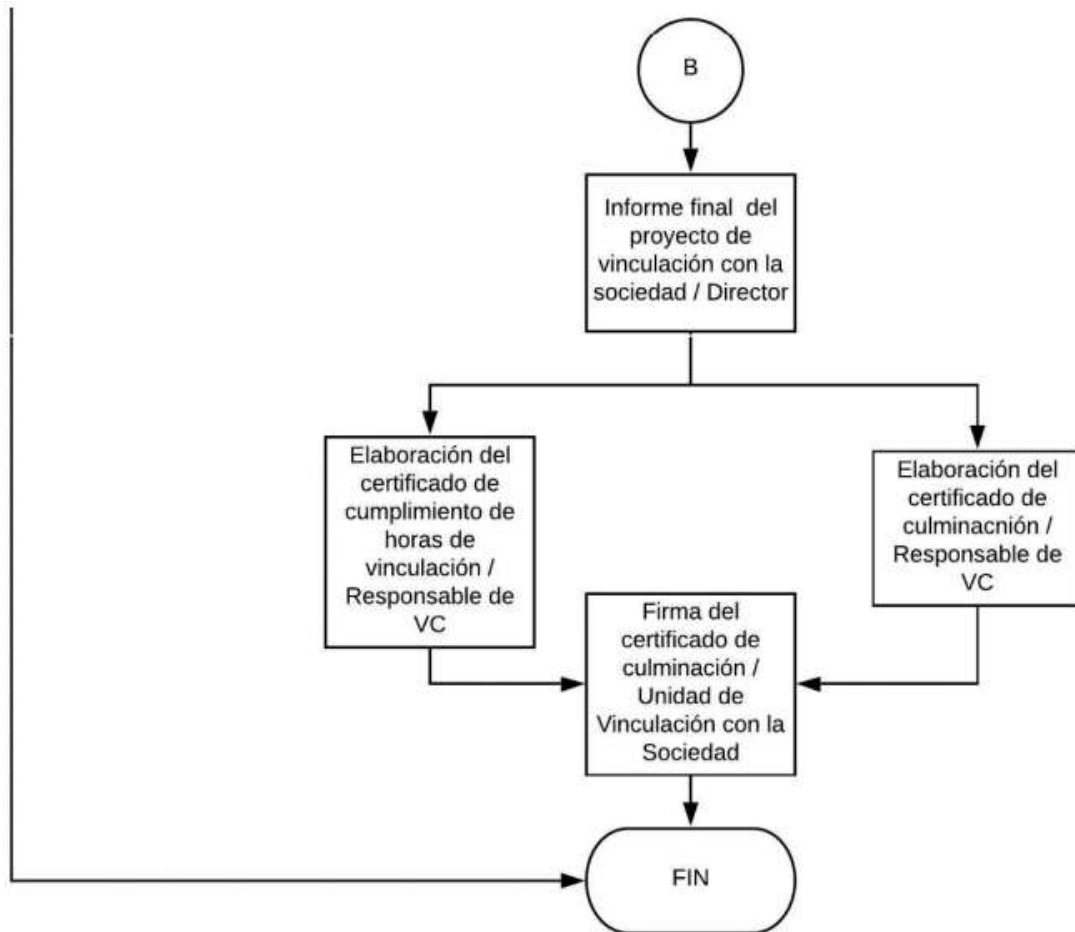 B
Informe final del
proyecto de
vinculación con la
sociedad / Director
Elaboración del
certificado de
cumplimiento de
horas de
vinculación /
Responsable de
VC
Elaboración del
certificado de
culminacnión /
Responsable de
VC
Firma del
certificado de
culminación /
Unidad de
Vinculación con la
Sociedad
FIN